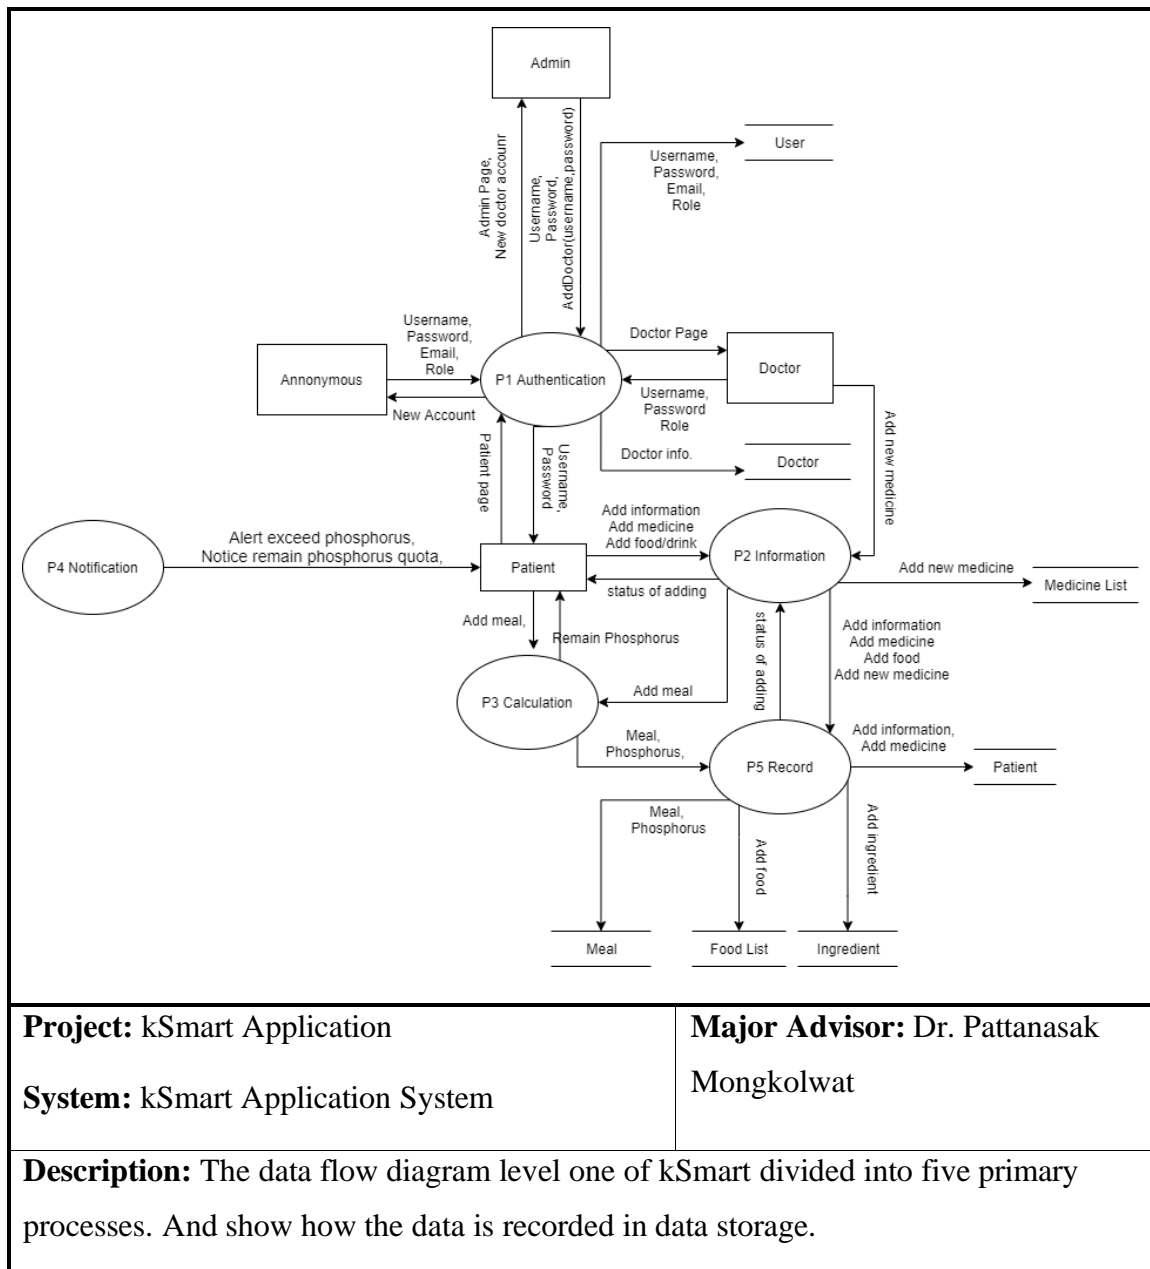 Admin
Admin Page,
New doctor accounr
Username,
Password,
AddDoctor(username,password)
User
Username,
Password,
Email,
Role
Username,
Password,
Email,
Role
Annonymous
P1 Authentication
Doctor Page
Doctor
New Account
Username,
Password
Role
Patient page
Username,
Password
Doctor info.
Doctor
Add new medicine
P4 Notification
Alert exceed phosphorus,
Notice remain phosphorus quota,
Patient
Add information
Add medicine
Add food/drink
P2 Information
status of adding
Add new medicine
Medicine List
Add meal,
Remain Phosphorus
status of adding
Add information
Add medicine
Add food
Add new medicine
P3 Calculation
Add meal
Meal,
Phosphorus,
P5 Record
Add information,
Add medicine
Patient
Meal,
Phosphorus
Add food
Add ingredient
Meal
Food List
Ingredient
Project: kSmart Application
System: kSmart Application System
Major Advisor: Dr. Pattanasak
Mongkolwat
Description: The data flow diagram level one of kSmart divided into five primary
processes. And show how the data is recorded in data storage.